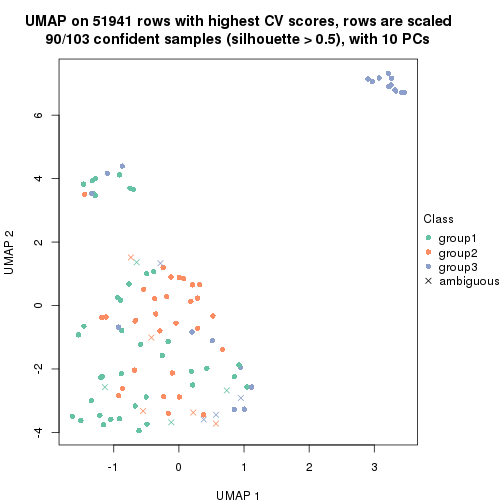 UMAP on 51941 rows with highest CV scores, rows are scaled
90/103 confident samples (silhouette > 0.5), with 10 PCs
6
4
2
0
-2
-4
UMAP 2
-1
0
1
2
3
UMAP 1
Class
group1
group2
group3
ambiguous